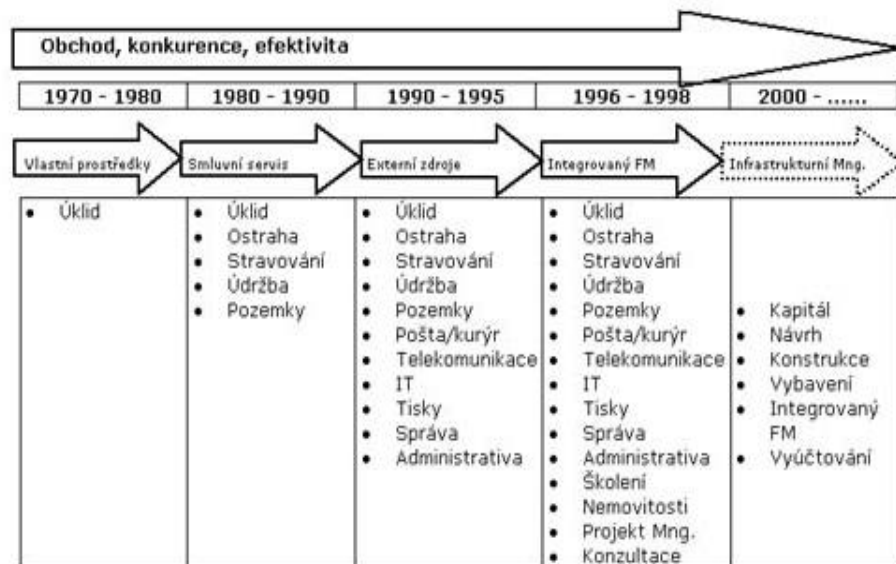 Obchod, konkurence, efektivita
1970 - 1980
1980 - 1990
1990 - 1995
1996 - 1998
2000 - ......
Vlastní prostředky
Smluvní servis
Externí zdroje
Integrovaný FM
Infrastrukturní Mng.
• Úklid
• Úklid
• Ostraha
• Stravování
• Údržba
• Pozemky
• Úklid
• Ostraha
• Stravování
• Údržba
• Pozemky
• Pošta/kurýr
• Telekomunikace
• IT
• Tisky
• Správa
• Administrativa
• Úklid
• Ostraha
• Stravování
• Údržba
• Pozemky
• Pošta/kurýr
• Telekomunikace
• IT
• Tisky
• Správa
• Administrativa
• Školení
• Nemovitosti
• Projekt Mng.
• Konzultace
• Kapitál
• Návrh
• Konstrukce
• Vybavení
• Integrovaný
FM
• Vyúčtování